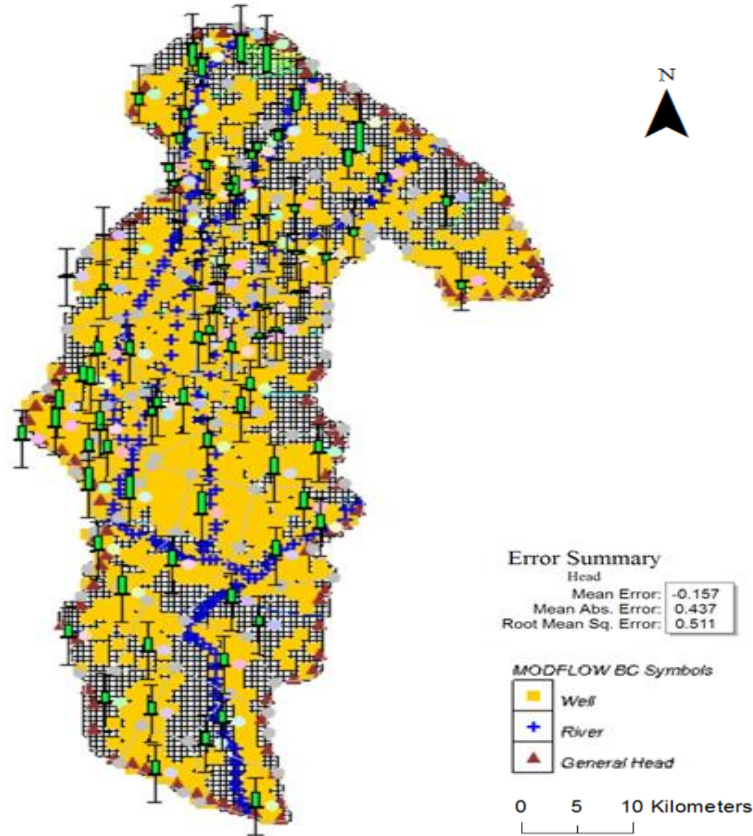 N
Error Summary
Head
Mean Error: -0.157
Mean Abs. Error: 0.437
Root Mean Sq. Error: 0.511
MODFLOW BC Symbols
Well
River
General Head
0 5 10 Kilometers